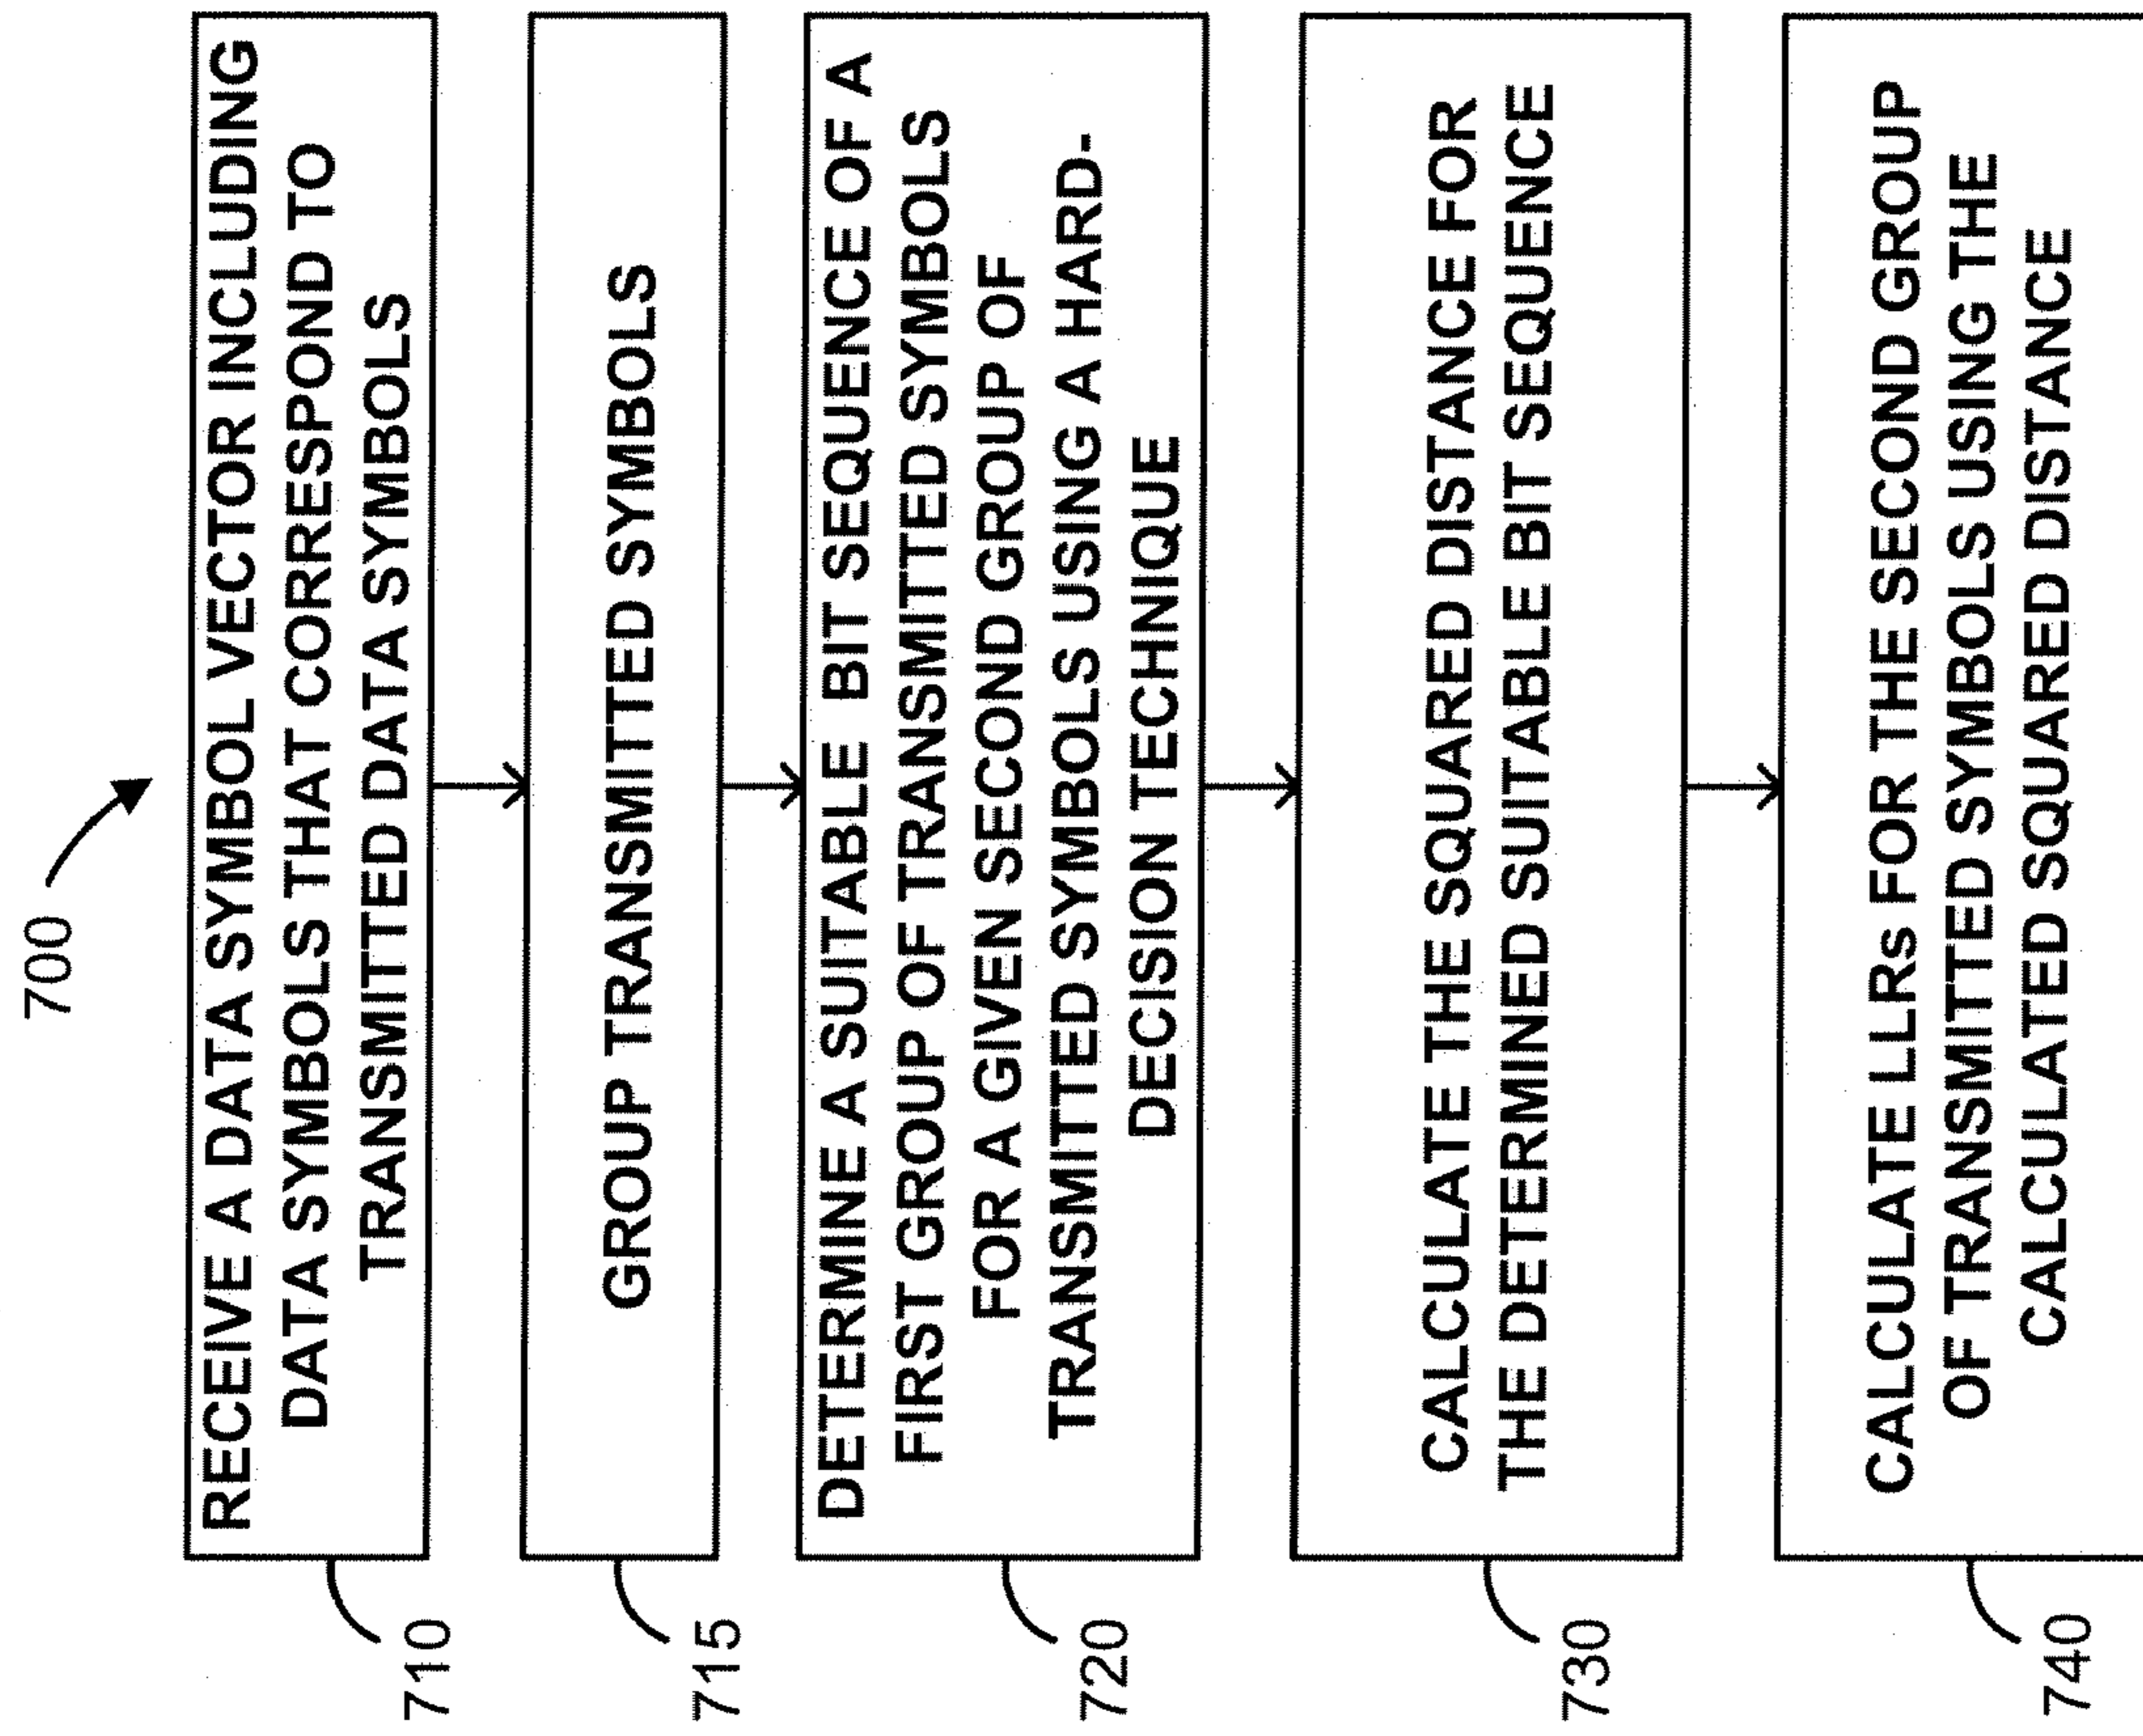 700
RECEIVE A DATA SYMBOL VECTOR INCLUDING
DATA SYMBOLS THAT CORRESPOND TO
TRANSMITTED DATA SYMBOLS
710
GROUP TRANSMITTED SYMBOLS
715
DETERMINE A SUITABLE BIT SEQUENCE OF A
FIRST GROUP OF TRANSMITTED SYMBOLS
FOR A GIVEN SECOND GROUP OF
TRANSMITTED SYMBOLS USING A HARD-
DECISION TECHNIQUE
720
CALCULATE THE SQUARED DISTANCE FOR
THE DETERMINED SUITABLE BIT SEQUENCE
730
CALCULATE LLRs FOR THE SECOND GROUP
OF TRANSMITTED SYMBOLS USING THE
CALCULATED SQUARED DISTANCE
740